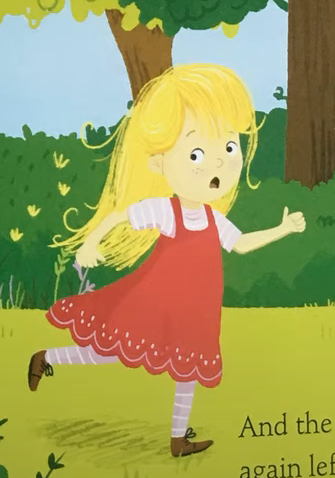 And the
again lef